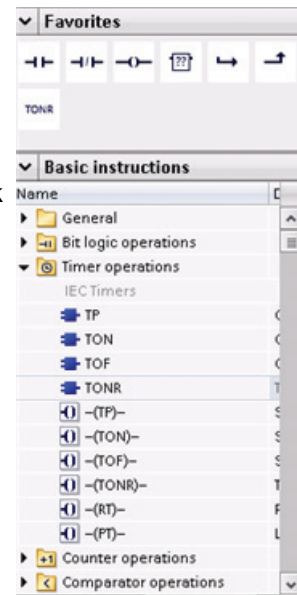 Favorites
??
TONR
Basic instructions
Name
General
Bit logic operations
Timer operations
IEC Timers
TP
TON
TOF
TONR
-(TP)-
-(TON)-
-(TOF)-
-(TONR)-
-(RT)-
-(PT)-
+1 Counter operations
Comparator operations